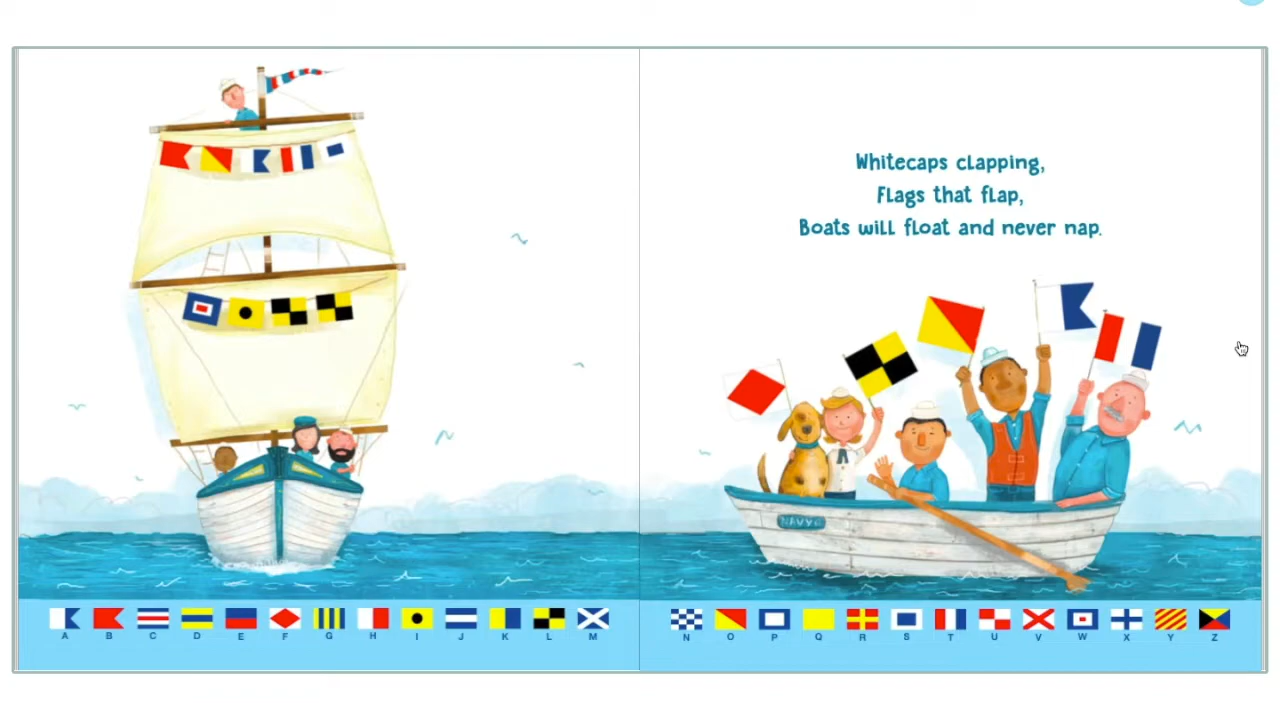 Whitecaps clapping,
Flags that flap,
Boats will float and never nap.
NAVY
A B C D E F G H I J K L M
N O P Q R S T U V W X Y Z